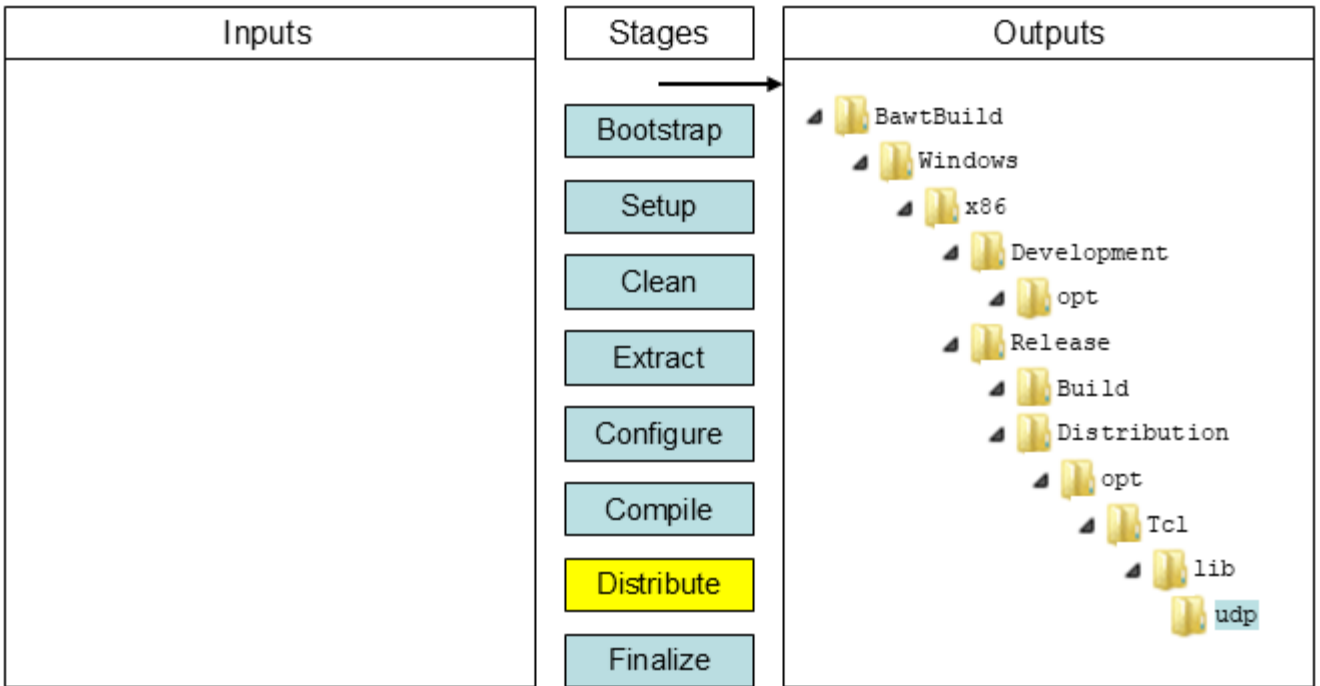 Inputs
Stages
Outputs
Bootstrap
Setup
Clean
Extract
Configure
Compile
Distribute
Finalize
BawtBuild
Windows
x86
Development
opt
Release
Build
Distribution
opt
Tcl
lib
udp